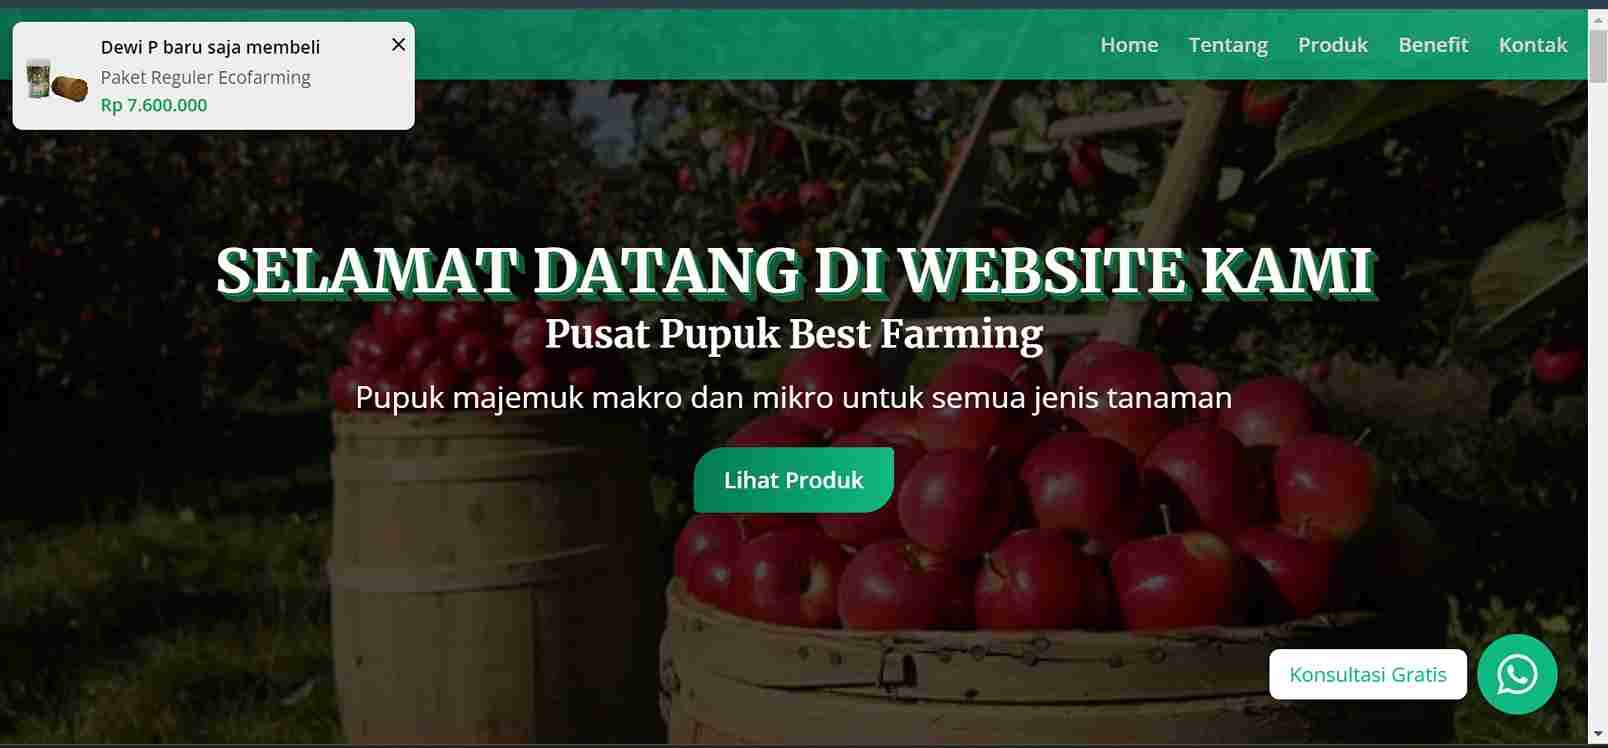 Dewi P baru saja membeli
Paket Reguler Ecofarming
Rp 7.600.000
Home Tentang Produk Benefit Kontak
SELAMAT DATANG DI WEBSITE KAMI
Pusat Pupuk Best Farming
Pupuk majemuk makro dan mikro untuk semua jenis tanaman
Lihat Produk
Konsultasi Gratis